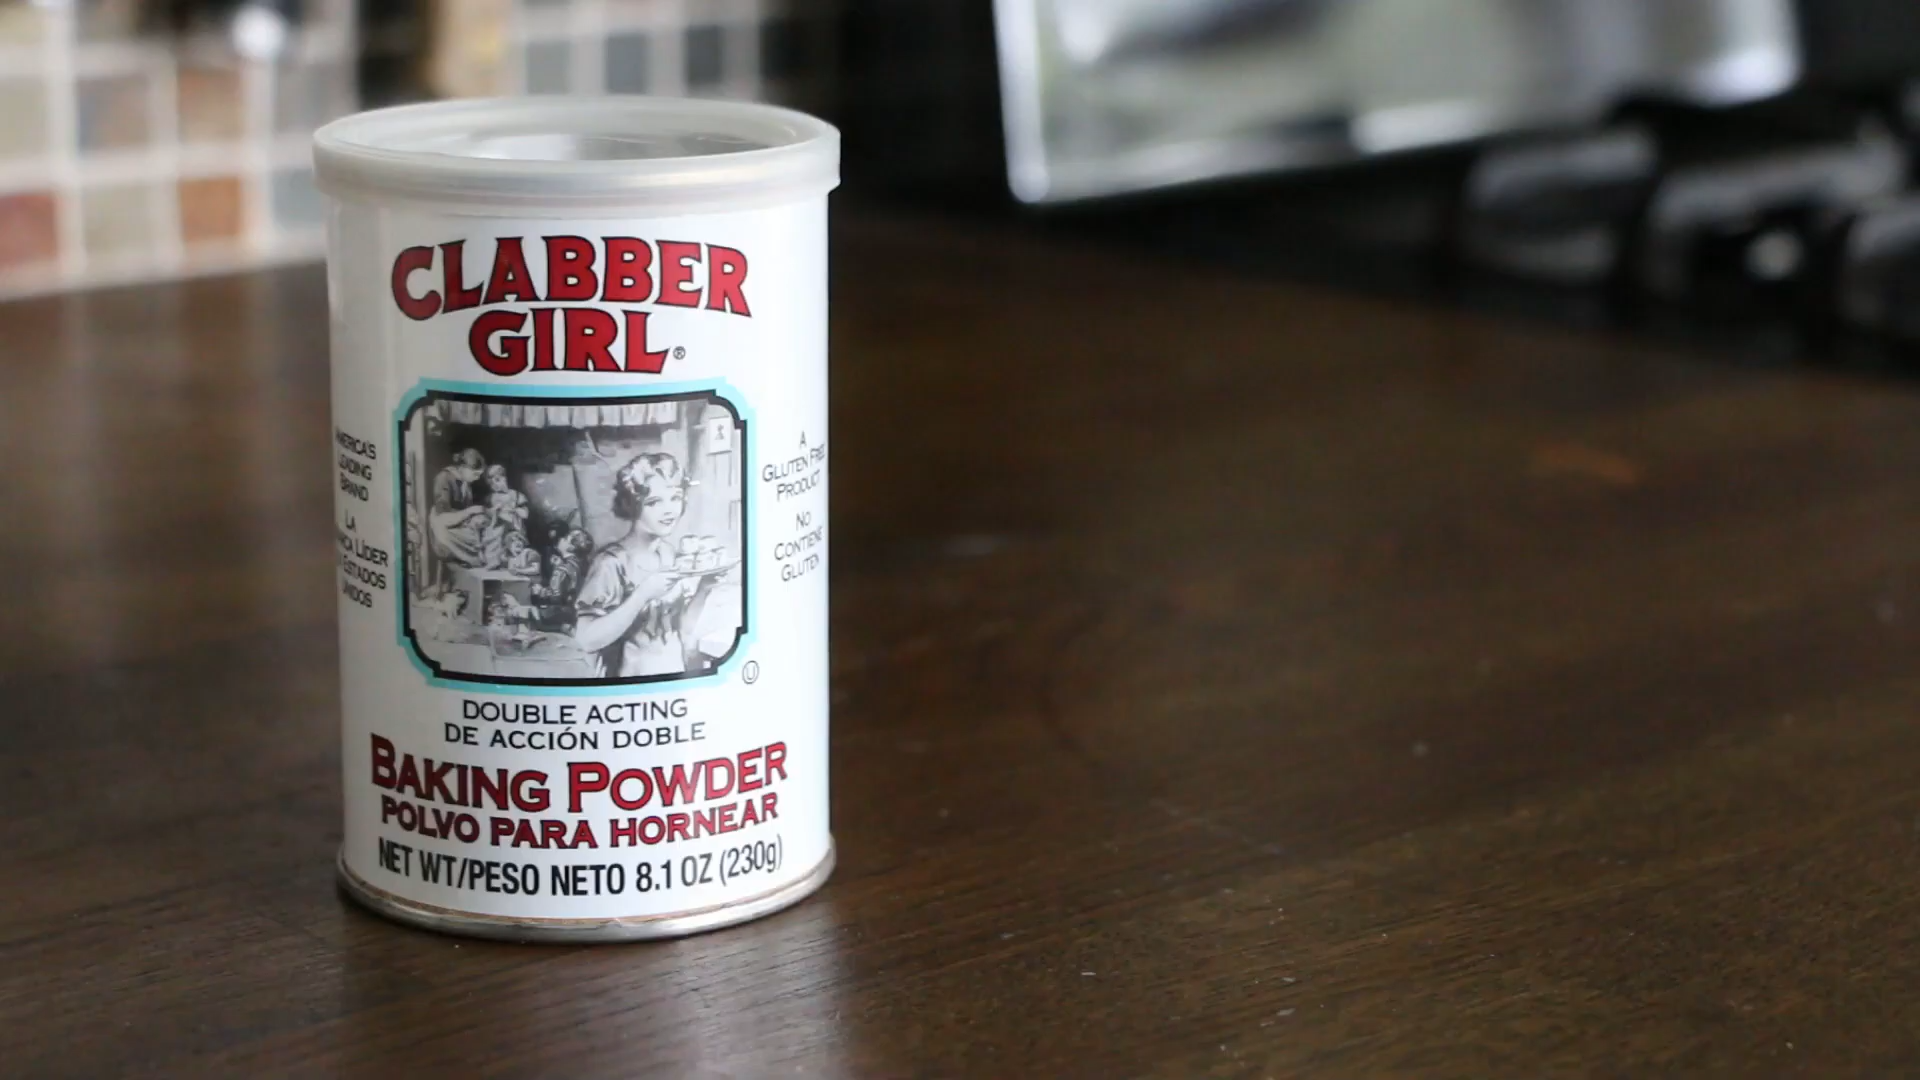 CLABBER
GIRL®
AMERICA'S
LEADING
BRAND
LA
MARCA LÍDER
ESTADOS
UNIDOS
A
GLUTEN FREE
PRODUCT
NO
CONTIENE
GLUTEN
U
DOUBLE ACTING
DE ACCIÓN DOBLE
BAKING POWDER
POLVO PARA HORNEAR
NET WT/PESO NETO 8.1 OZ (230g)